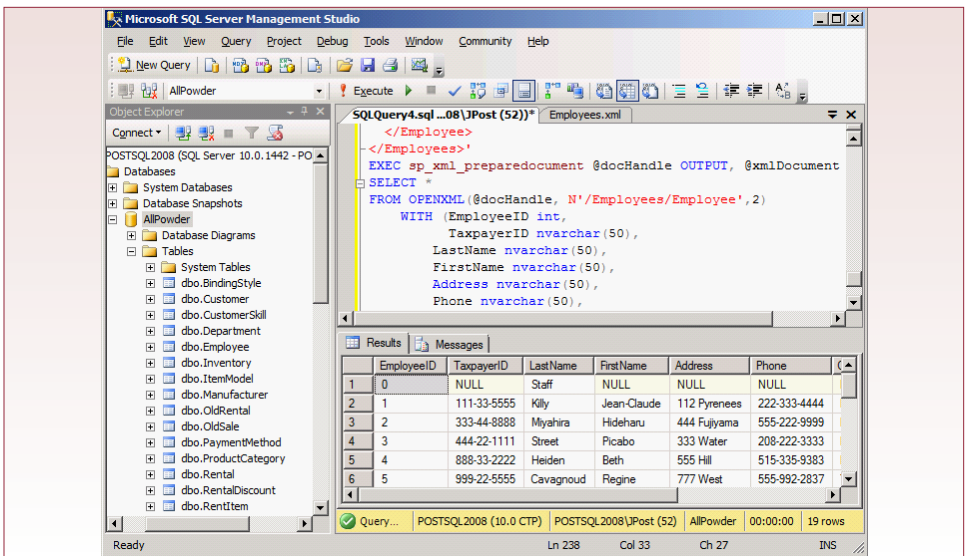 Microsoft SQL Server Management Studio
File Edit View Query Project Debug Tools Window Community Help
New Query
AllPowder
Execute
Object Explorer
Connect
POSTSQL2008 (SQL Server 10.0.1442 - PO
Databases
System Databases
Database Snapshots
AllPowder
Database Diagrams
Tables
System Tables
dbo.BindingStyle
dbo.Customer
dbo.CustomerSkill
dbo.Department
dbo.Employee
dbo.Inventory
dbo.ItemModel
dbo.Manufacturer
dbo.OldRental
dbo.OldSale
dbo.PaymentMethod
dbo.ProductCategory
dbo.Rental
dbo.RentalDiscount
dbo.RentItem
SQLQuery4.sql ...08\JPost (52))* Employees.xml
</Employee>
</Employees>'
EXEC sp_xml_preparedocument @docHandle OUTPUT, @xmlDocument
SELECT *
FROM OPENXML(@docHandle, N'/Employees/Employee',2)
WITH (EmployeeID int,
TaxpayerID nvarchar(50),
LastName nvarchar(50),
FirstName nvarchar(50),
Address nvarchar(50),
Phone nvarchar(50),
Results Messages
EmployeeID TaxpayerID LastName FirstName Address Phone
1 0 NULL Staff NULL NULL NULL
2 1 111-33-5555 Killy Jean-Claude 112 Pyrenees 222-333-4444
3 2 333-44-8888 Miyahira Hideharu 444 Fujiyama 555-222-9999
4 3 444-22-1111 Street Picabo 333 Water 208-222-3333
5 4 888-33-2222 Heiden Beth 555 Hill 515-335-9383
6 5 999-22-5555 Cavagnoud Regine 777 West 555-992-2837
Query... POSTSQL2008 (10.0 CTP) POSTSQL2008\JPost (52) AllPowder 00:00:00 19 rows
Ready Ln 238 Col 33 Ch 27 INS